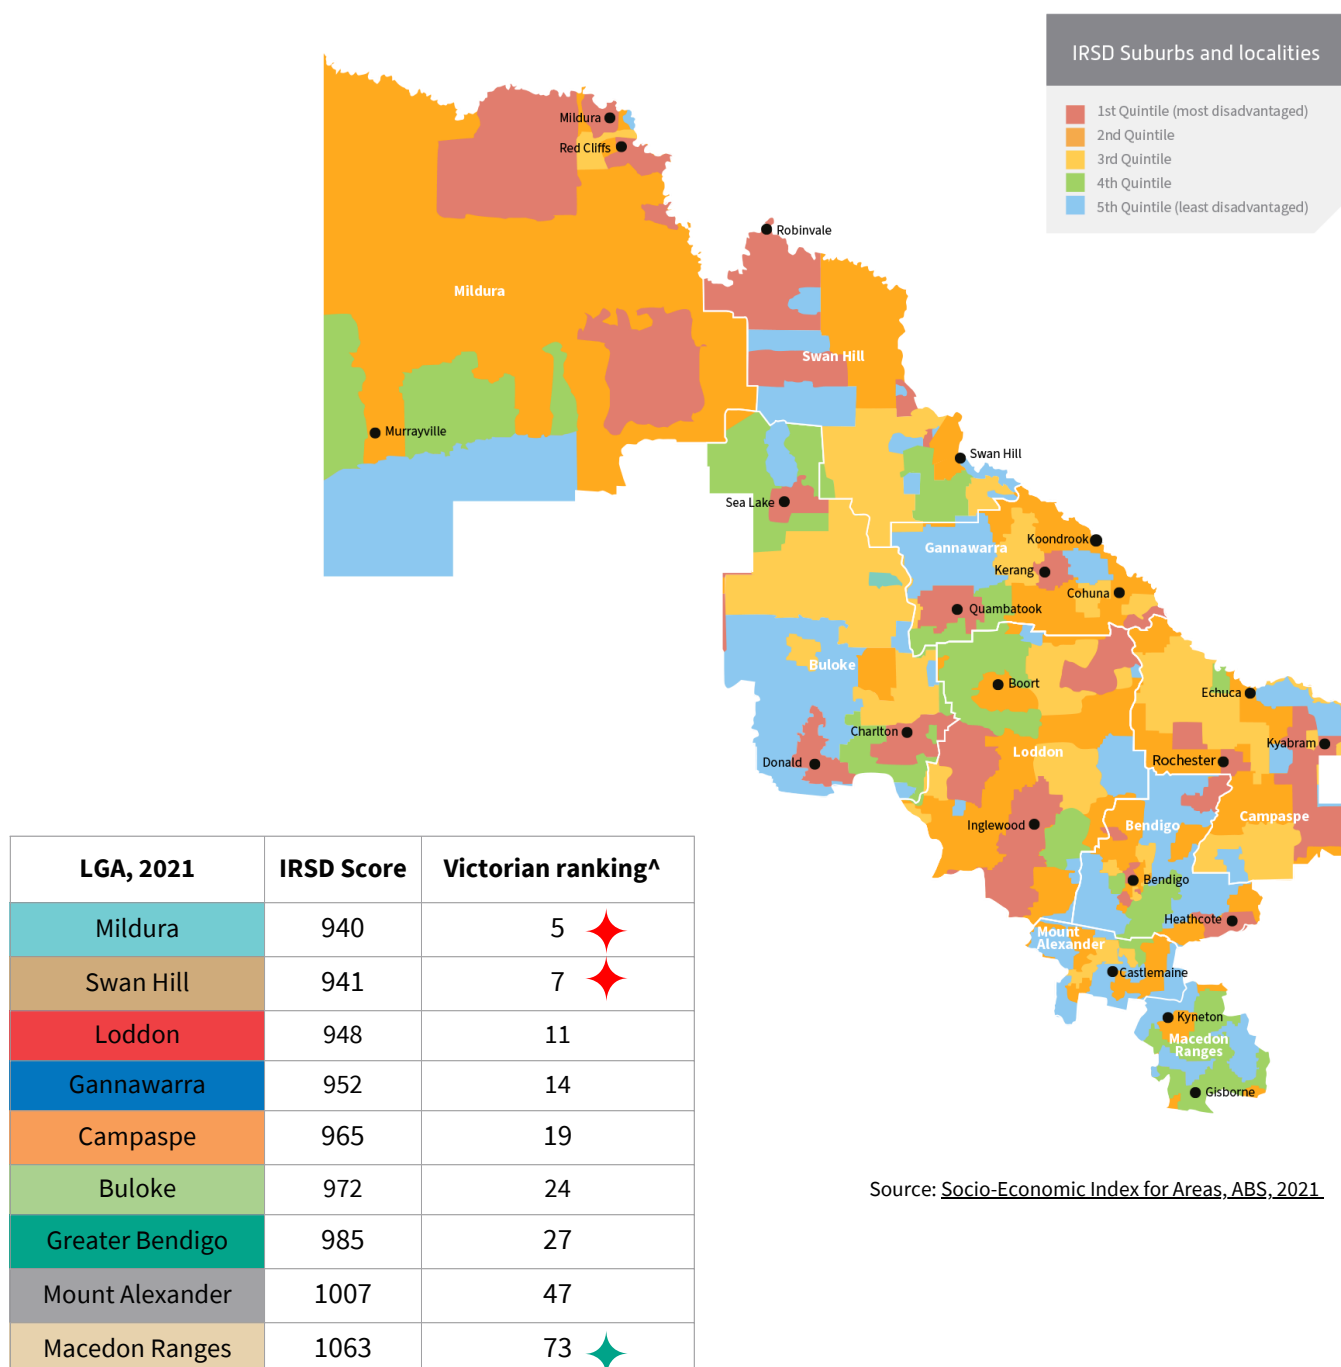 IRSD Suburbs and localities
1st Quintile (most disadvantaged)
2nd Quintile
3rd Quintile
4th Quintile
5th Quintile (least disadvantaged)
Mildura
Red Cliffs
Robinvale
Mildura
Swan Hill
Murrayville
Swan Hill
Sea Lake
Gannawarra
Koondrook
Kerang
Cohuna
Quambatook
Buloke
Boort
Echuca
Charlton
Kyabram
Loddon
Donald
Rochester
Inglewood
Bendigo
Campaspe
Bendigo
Heathcote
Mount
Alexander
Castlemaine
Kyneton
Macedon
Ranges
Gisborne
LGA, 2021 IRSD Score Victorian ranking^
Mildura 940 5
Swan Hill 941 7
Loddon 948 11
Gannawarra 952 14
Campaspe 965 19
Buloke 972 24
Greater Bendigo 985 27
Mount Alexander 1007 47
Macedon Ranges 1063 73
Source: Socio-Economic Index for Areas, ABS, 2021